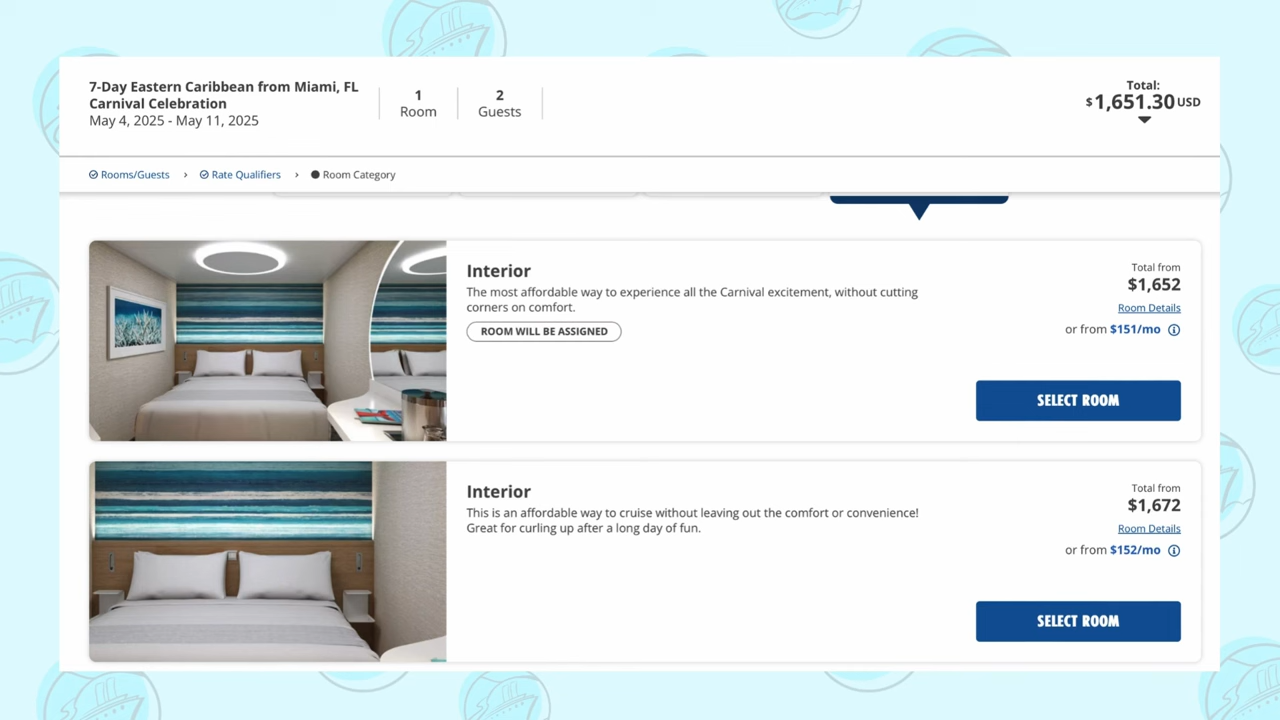 7-Day Eastern Caribbean from Miami, FL
Carnival Celebration
May 4, 2025 - May 11, 2025
1
Room
2
Guests
Total:
$1,651.30 USD
Rooms/Guests > Rate Qualifiers > Room Category
Interior
The most affordable way to experience all the Carnival excitement, without cutting
corners on comfort.
ROOM WILL BE ASSIGNED
Total from
$1,652
Room Details
or from $151/mo
SELECT ROOM
Interior
This is an affordable way to cruise without leaving out the comfort or convenience!
Great for curling up after a long day of fun.
Total from
$1,672
Room Details
or from $152/mo
SELECT ROOM